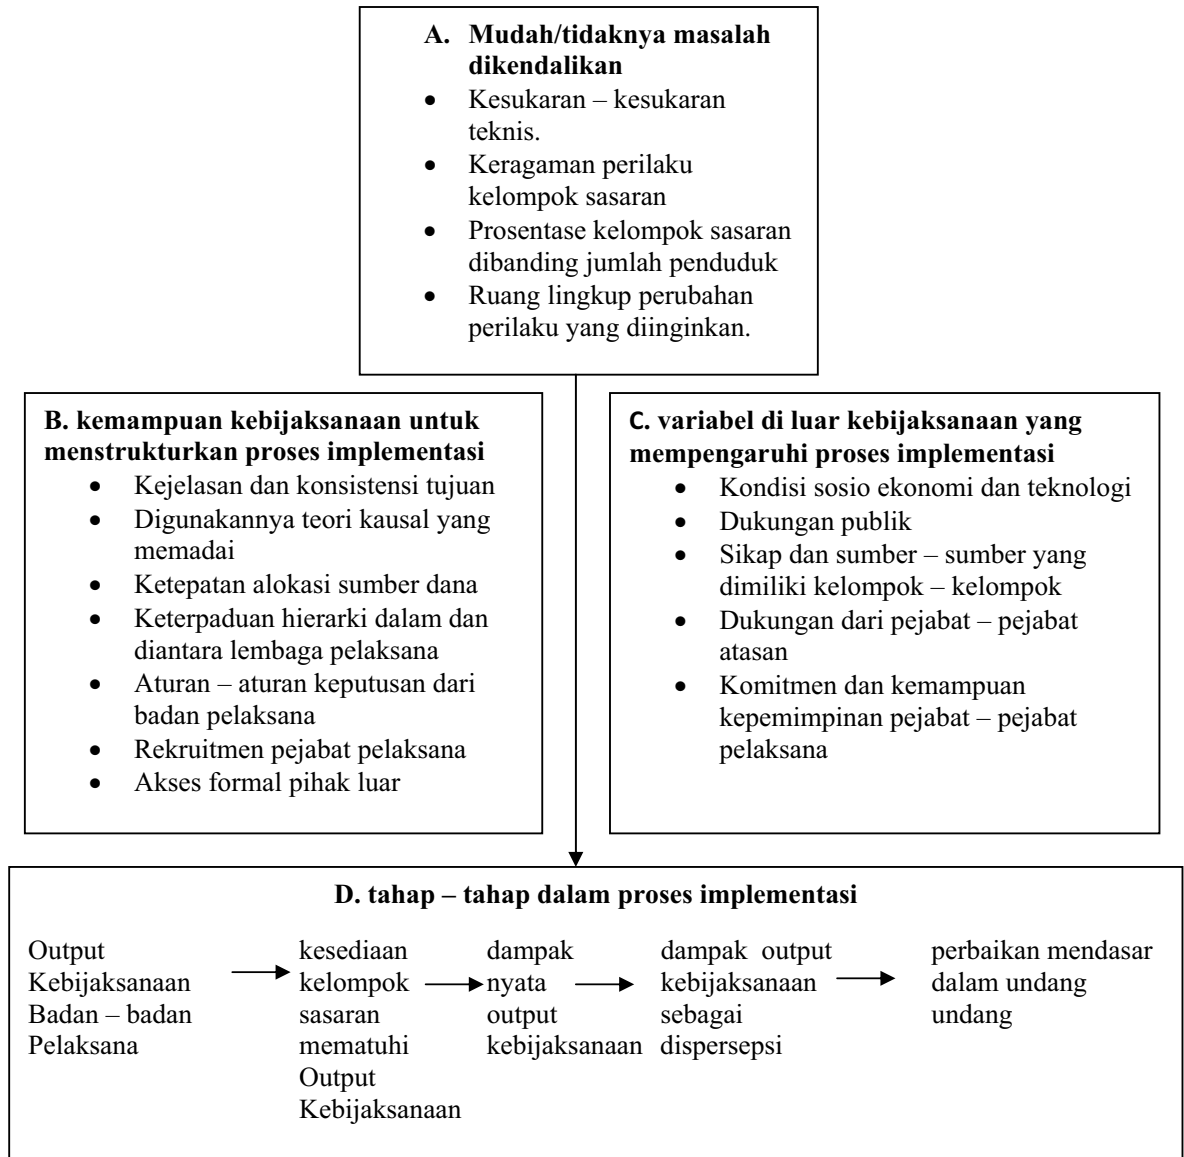 A. Mudah/tidaknya masalah
dikendalikan
• Kesukaran – kesukaran
teknis.
• Keragaman perilaku
kelompok sasaran
• Prosentase kelompok sasaran
dibanding jumlah penduduk
• Ruang lingkup perubahan
perilaku yang diinginkan.
B. kemampuan kebijaksanaan untuk
menstrukturkan proses implementasi
• Kejelasan dan konsistensi tujuan
• Digunakannya teori kausal yang
memadai
• Ketepatan alokasi sumber dana
• Keterpaduan hierarki dalam dan
diantara lembaga pelaksana
• Aturan – aturan keputusan dari
badan pelaksana
• Rekruitmen pejabat pelaksana
• Akses formal pihak luar
C. variabel di luar kebijaksanaan yang
mempengaruhi proses implementasi
• Kondisi sosio ekonomi dan teknologi
• Dukungan publik
• Sikap dan sumber – sumber yang
dimiliki kelompok – kelompok
• Dukungan dari pejabat – pejabat
atasan
• Komitmen dan kemampuan
kepemimpinan pejabat – pejabat
pelaksana
D. tahap – tahap dalam proses implementasi
Output
Kebijaksanaan
Badan – badan
Pelaksana
kesediaan
kelompok
sasaran
mematuhi
Output
Kebijaksanaan
dampak
nyata
output
kebijaksanaan
dampak output
kebijaksanaan
sebagai
dispersepsi
perbaikan mendasar
dalam undang
undang